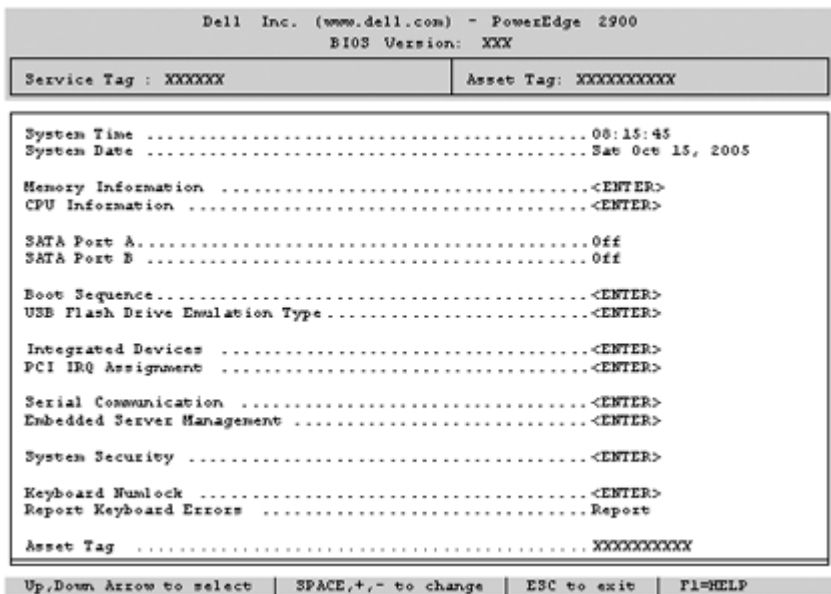 Dell Inc. (www.dell.com) - PowerEdge 2900
BIOS Version: XXX
Service Tag : XXXXXX Asset Tag: XXXXXXXXXX
System Time ........................................... 08:15:45
System Date ........................................... Sat Oct 15, 2005
Memory Information .................................... <ENTER>
CPU Information ....................................... <ENTER>
SATA Port A............................................ Off
SATA Port B ........................................... Off
Boot Sequence.......................................... <ENTER>
USB Flash Drive Emulation Type......................... <ENTER>
Integrated Devices .................................... <ENTER>
PCI IRQ Assignment .................................... <ENTER>
Serial Communication .................................. <ENTER>
Embedded Server Management ............................ <ENTER>
System Security ....................................... <ENTER>
Keyboard Numlock ...................................... <ENTER>
Report Keyboard Errors ................................ Report
Asset Tag ............................................. XXXXXXXXXX
Up,Down Arrow to select SPACE,+,- to change ESC to exit F1=HELP